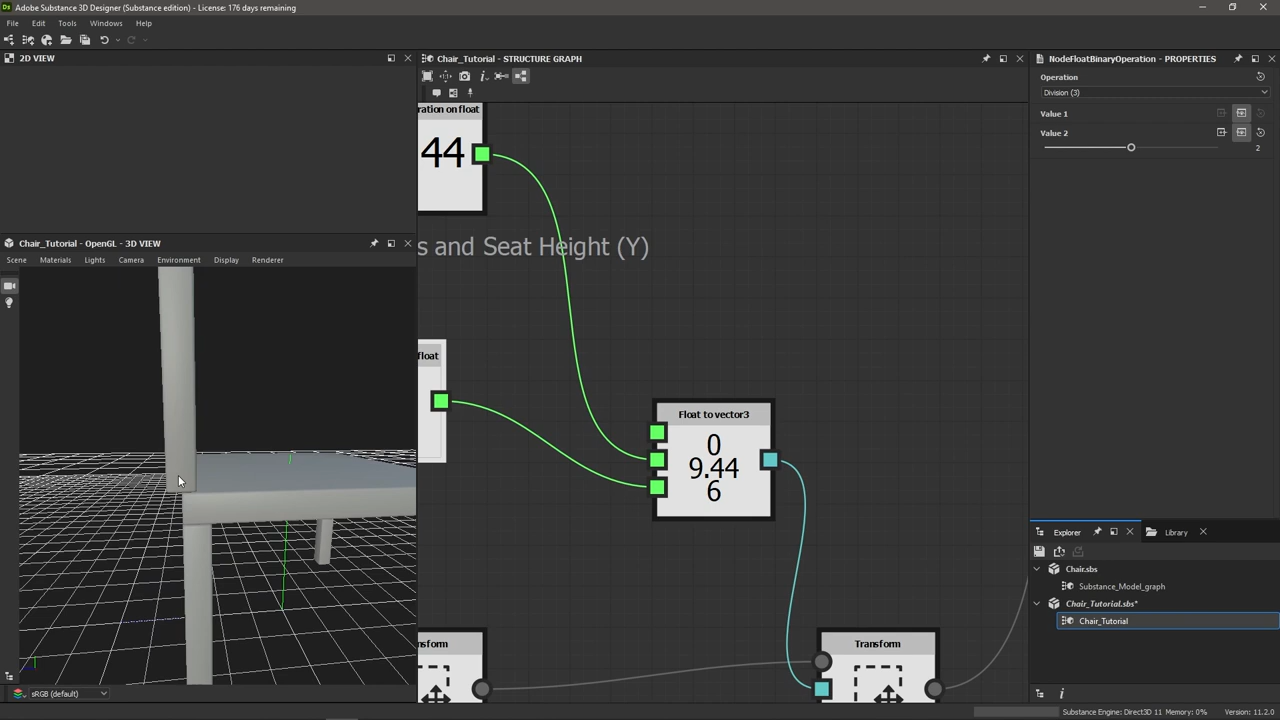 Adobe Substance 3D Designer (Substance edition) - License: 176 days remaining
File Edit Tools Windows Help
2D VIEW
Chair_Tutorial - STRUCTURE GRAPH
NodeFloatBinaryOperation - PROPERTIES
Operation
Division (3)
Value 1
Value 2
2
ration on float
44
s and Seat Height (Y)
Chair_Tutorial - OpenGL - 3D VIEW
Scene Materials Lights Camera Environment Display Renderer
float
Float to vector3
0
9.44
6
nsform
Transform
Explorer
Library
Chair.sbs
Substance_Model_graph
Chair_Tutorial.sbs*
Chair_Tutorial
sRGB (default)
Substance Engine: Direct3D 11 Memory: 0%
Version: 11.2.0